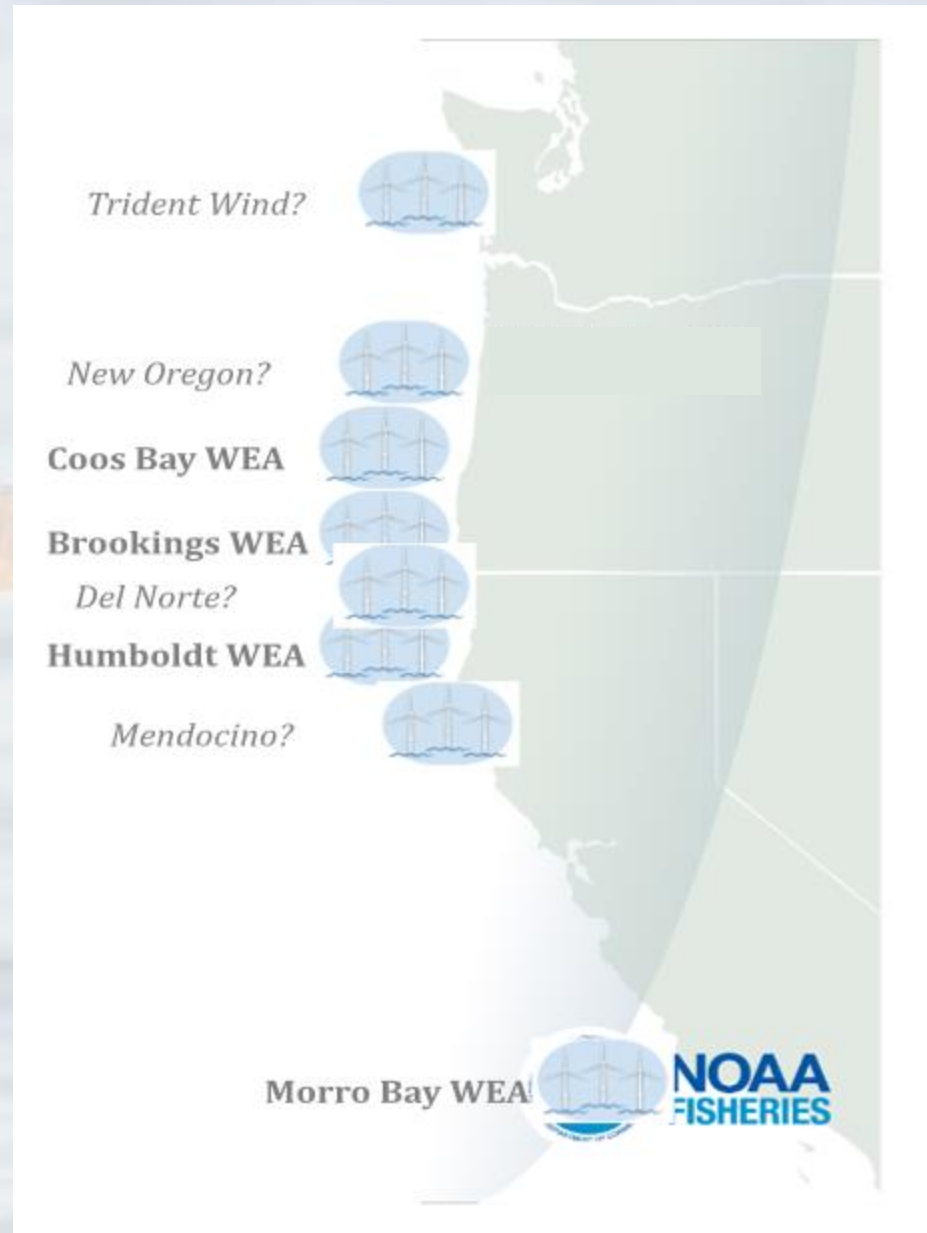 Trident Wind?
New Oregon?
Coos Bay WEA
Brookings WEA
Del Norte?
Humboldt WEA
Mendocino?
Morro Bay WEA
NOAA
FISHERIES